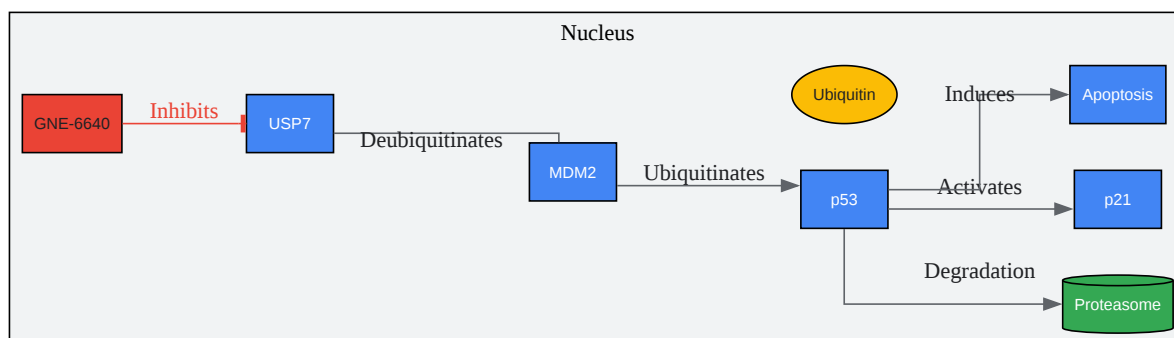 Nucleus
GNE-6640
Inhibits
USP7
Deubiquitinates
MDM2
Ubiquitinates
Ubiquitin
p53
Induces
Apoptosis
Activates
p21
Degradation
Proteasome